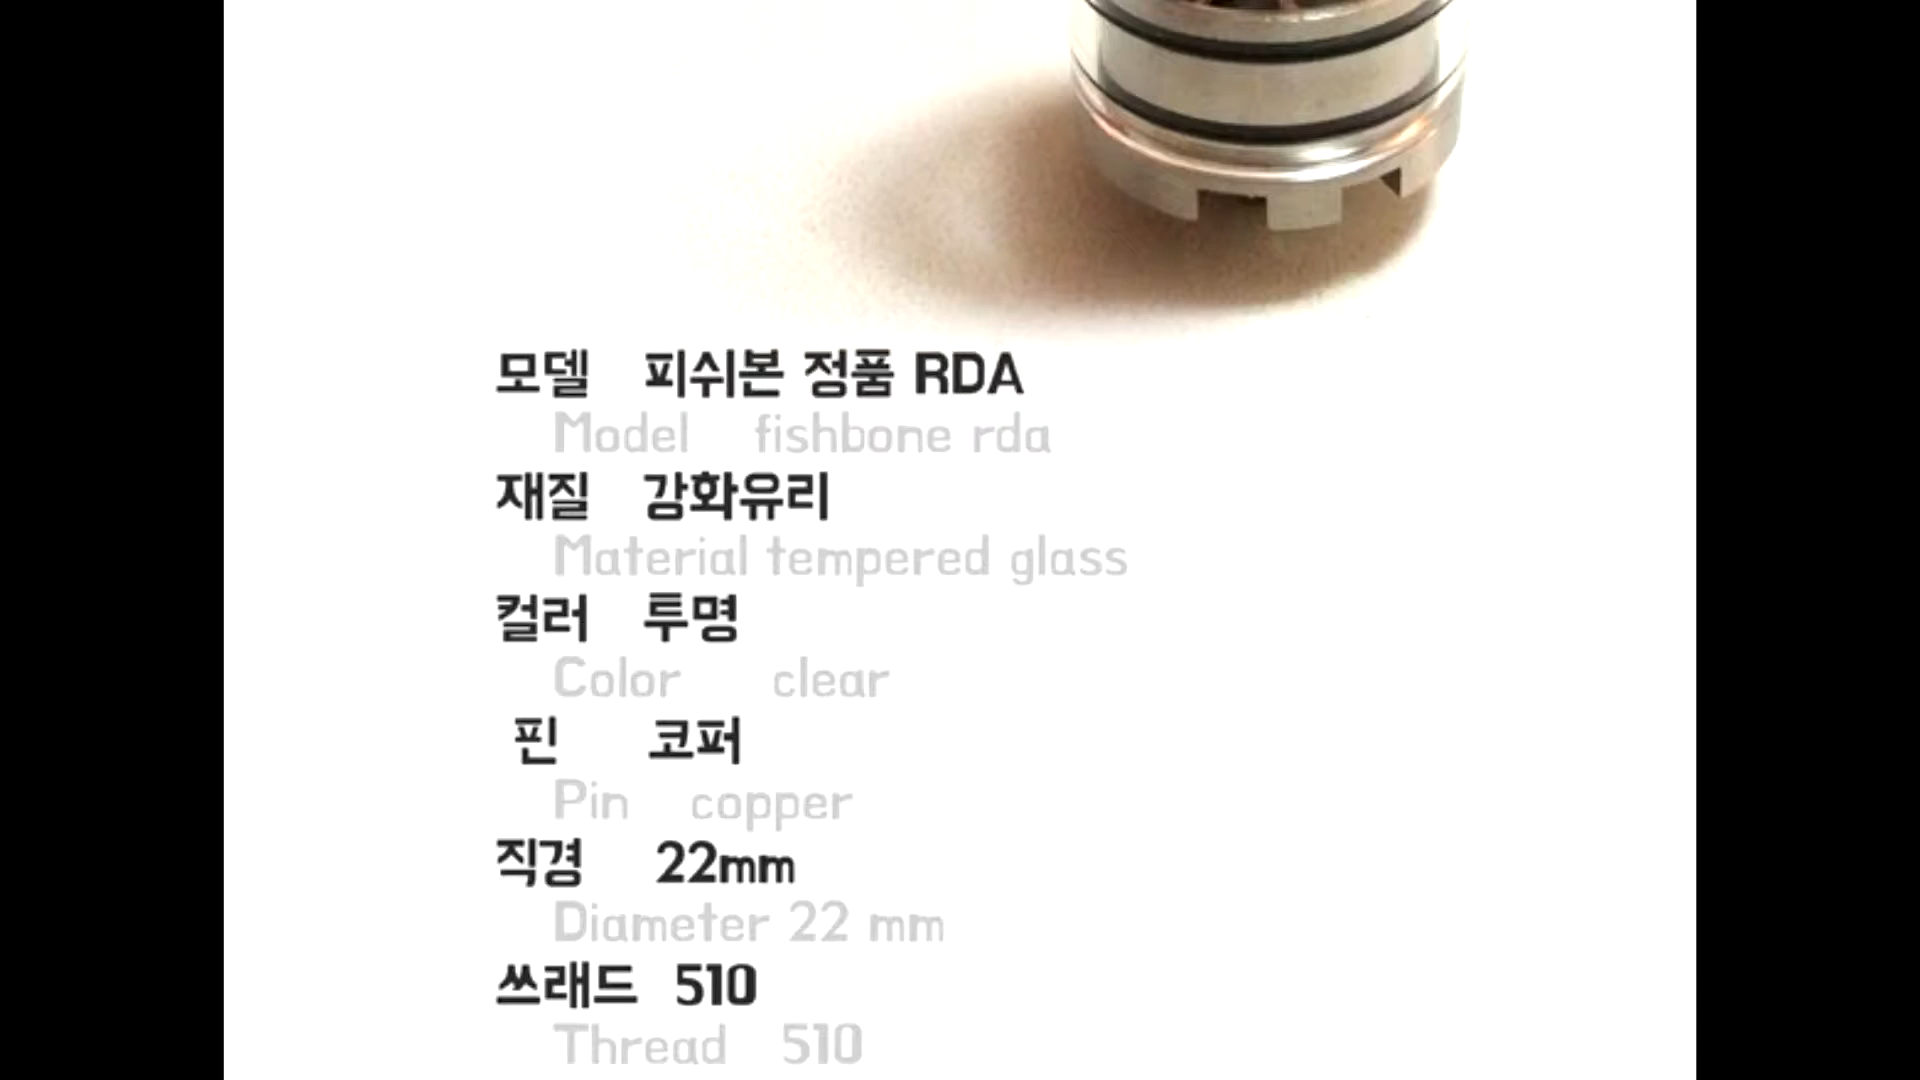 모델 피쉬본 정품 RDA
Model fishbone rda
재질 강화유리
Material tempered glass
컬러 투명
Color clear
핀 코퍼
Pin copper
직경 22mm
Diameter 22 mm
쓰래드 510
Thread 510